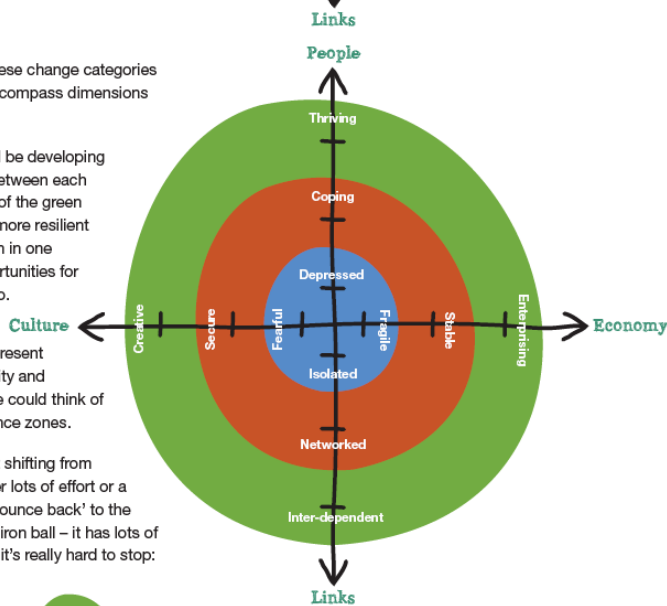 Links
People
ese change categories
compass dimensions
be developing
etween each
of the green
more resilient
n in one
rtunities for
o.
resent
ity and
e could think of
nce zones.
shifting from
r lots of effort or a
ounce back’ to the
iron ball – it has lots of
it’s really hard to stop:
Thriving
Coping
Depressed
Culture
Creative
Secure
Fearful
Fragile
Stable
Enterprising
Economy
Isolated
Networked
Inter-dependent
Links